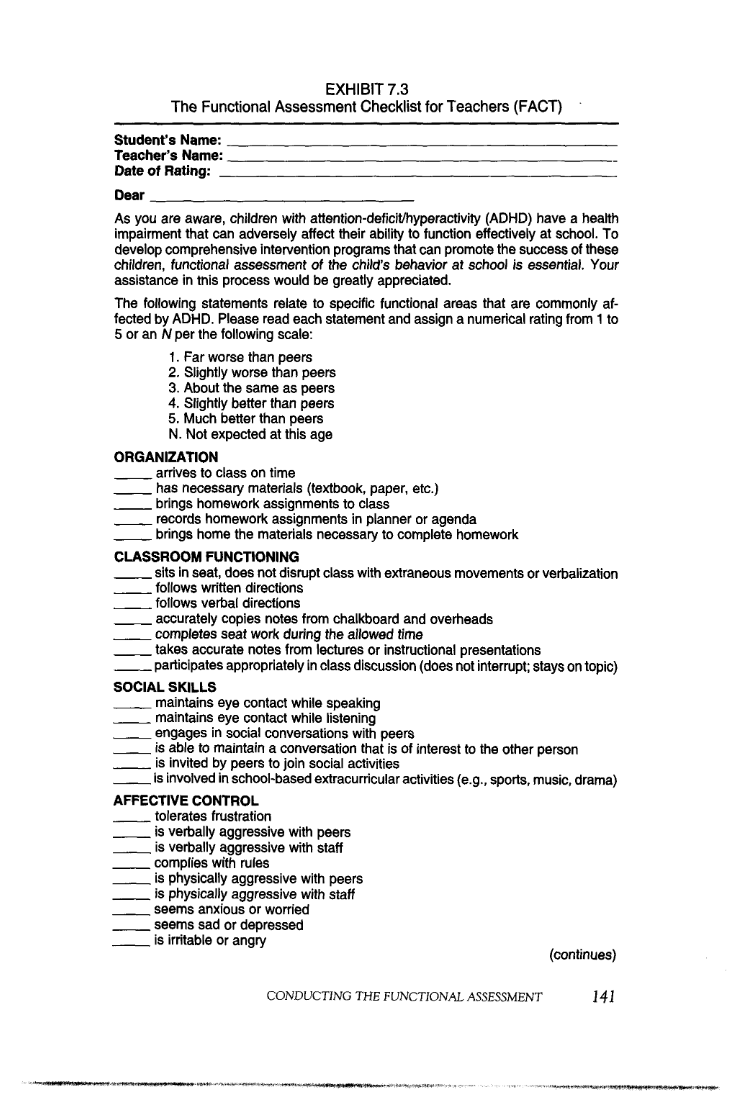 EXHIBIT 7.3
The Functional Assessment Checklist for Teachers (FACT)
Student's Name: ____
Teacher's Name: ____
Date of Rating: ____
Dear ____
As you are aware, children with attention-deficit/hyperactivity (ADHD) have a health
impairment that can adversely affect their ability to function effectively at school. To
develop comprehensive intervention programs that can promote the success of these
children, functional assessment of the child's behavior at school is essential. Your
assistance in this process would be greatly appreciated.
The following statements relate to specific functional areas that are commonly af-
fected by ADHD. Please read each statement and assign a numerical rating from 1 to
5 or an N per the following scale:
1. Far worse than peers
2. Slightly worse than peers
3. About the same as peers
4. Slightly better than peers
5. Much better than peers
N. Not expected at this age
ORGANIZATION
____ arrives to class on time
____ has necessary materials (textbook, paper, etc.)
____ brings homework assignments to class
____ records homework assignments in planner or agenda
____ brings home the materials necessary to complete homework
CLASSROOM FUNCTIONING
____ sits in seat, does not disrupt class with extraneous movements or verbalization
____ follows written directions
____ follows verbal directions
____ accurately copies notes from chalkboard and overheads
____ completes seat work during the allowed time
____ takes accurate notes from lectures or instructional presentations
____ participates appropriately in class discussion (does not interrupt; stays on topic)
SOCIAL SKILLS
____ maintains eye contact while speaking
____ maintains eye contact while listening
____ engages in social conversations with peers
____ is able to maintain a conversation that is of interest to the other person
____ is invited by peers to join social activities
____ is involved in school-based extracurricular activities (e.g., sports, music, drama)
AFFECTIVE CONTROL
____ tolerates frustration
____ is verbally aggressive with peers
____ is verbally aggressive with staff
____ complies with rules
____ is physically aggressive with peers
____ is physically aggressive with staff
____ seems anxious or worried
____ seems sad or depressed
____ is irritable or angry
(continues)
CONDUCTING THE FUNCTIONAL ASSESSMENT 141